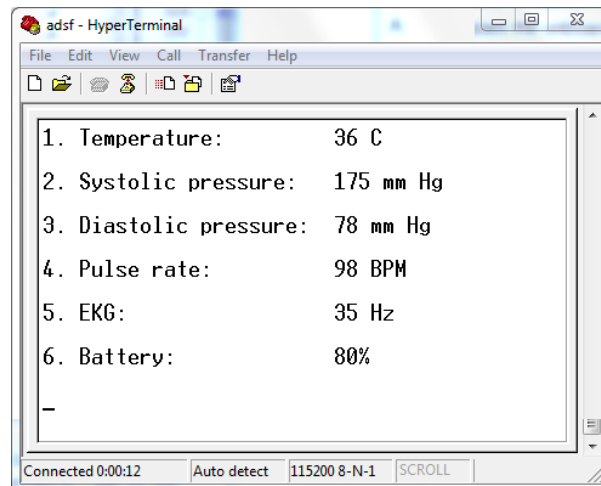 adsf - HyperTerminal
File Edit View Call Transfer Help
1. Temperature: 36 C
2. Systolic pressure: 175 mm Hg
3. Diastolic pressure: 78 mm Hg
4. Pulse rate: 98 BPM
5. EKG: 35 Hz
6. Battery: 80%
_
Connected 0:00:12 Auto detect 115200 8-N-1 SCROLL